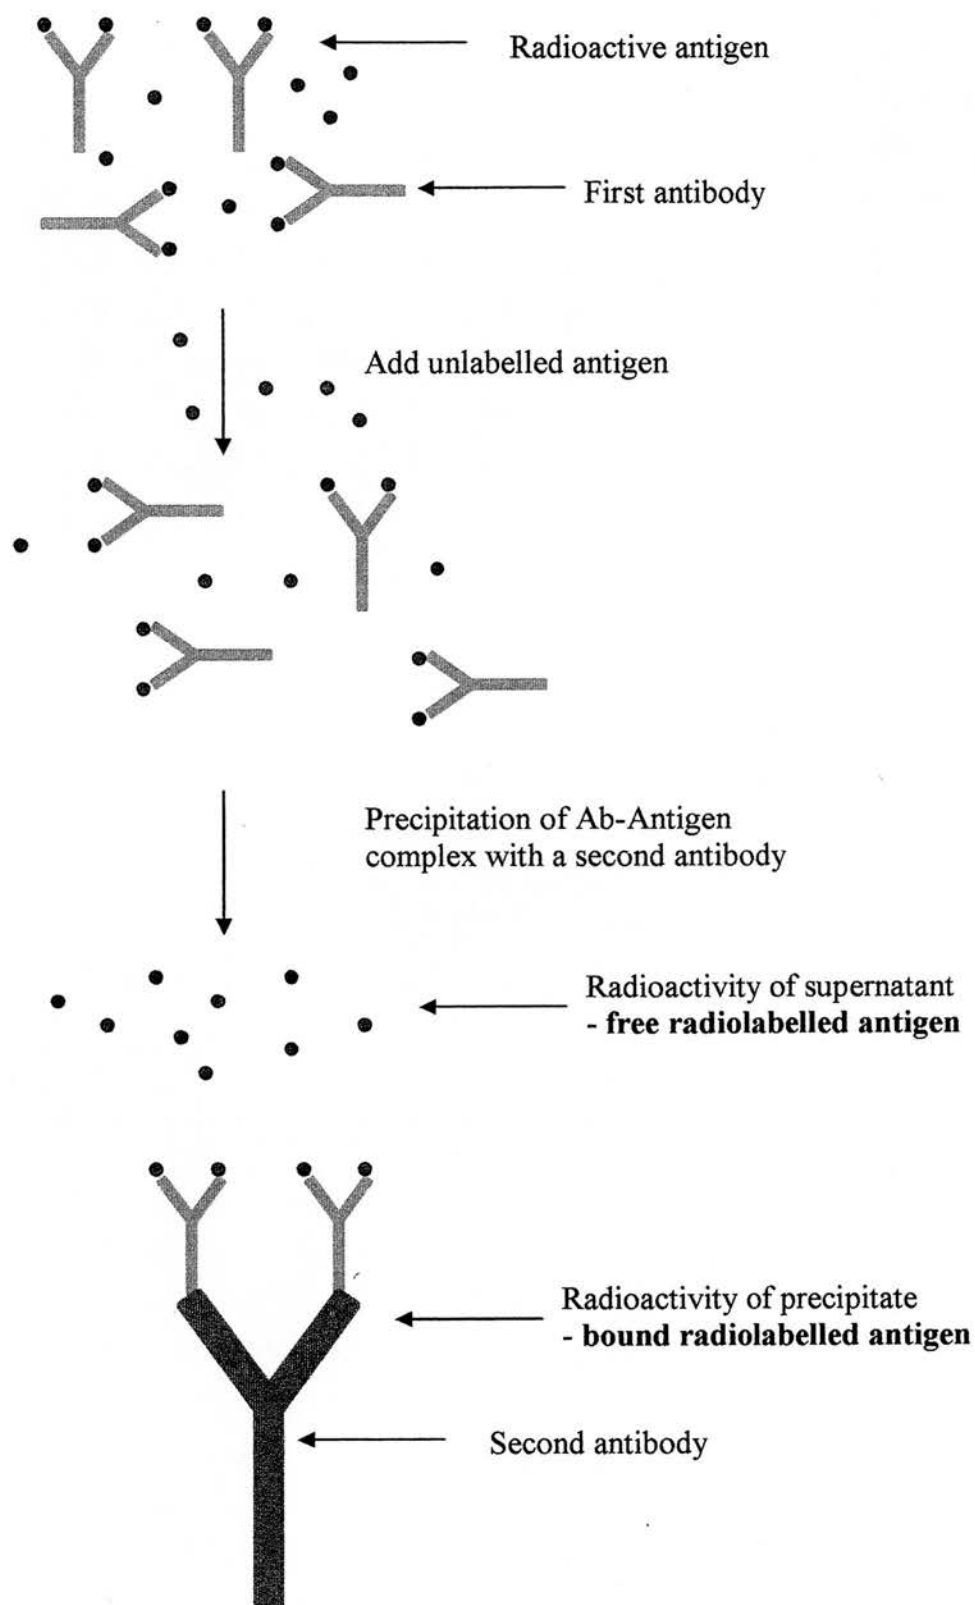 Radioactive antigen
First antibody
Add unlabelled antigen
Precipitation of Ab-Antigen
complex with a second antibody
Radioactivity of supernatant
- free radiolabelled antigen
Radioactivity of precipitate
- bound radiolabelled antigen
Second antibody